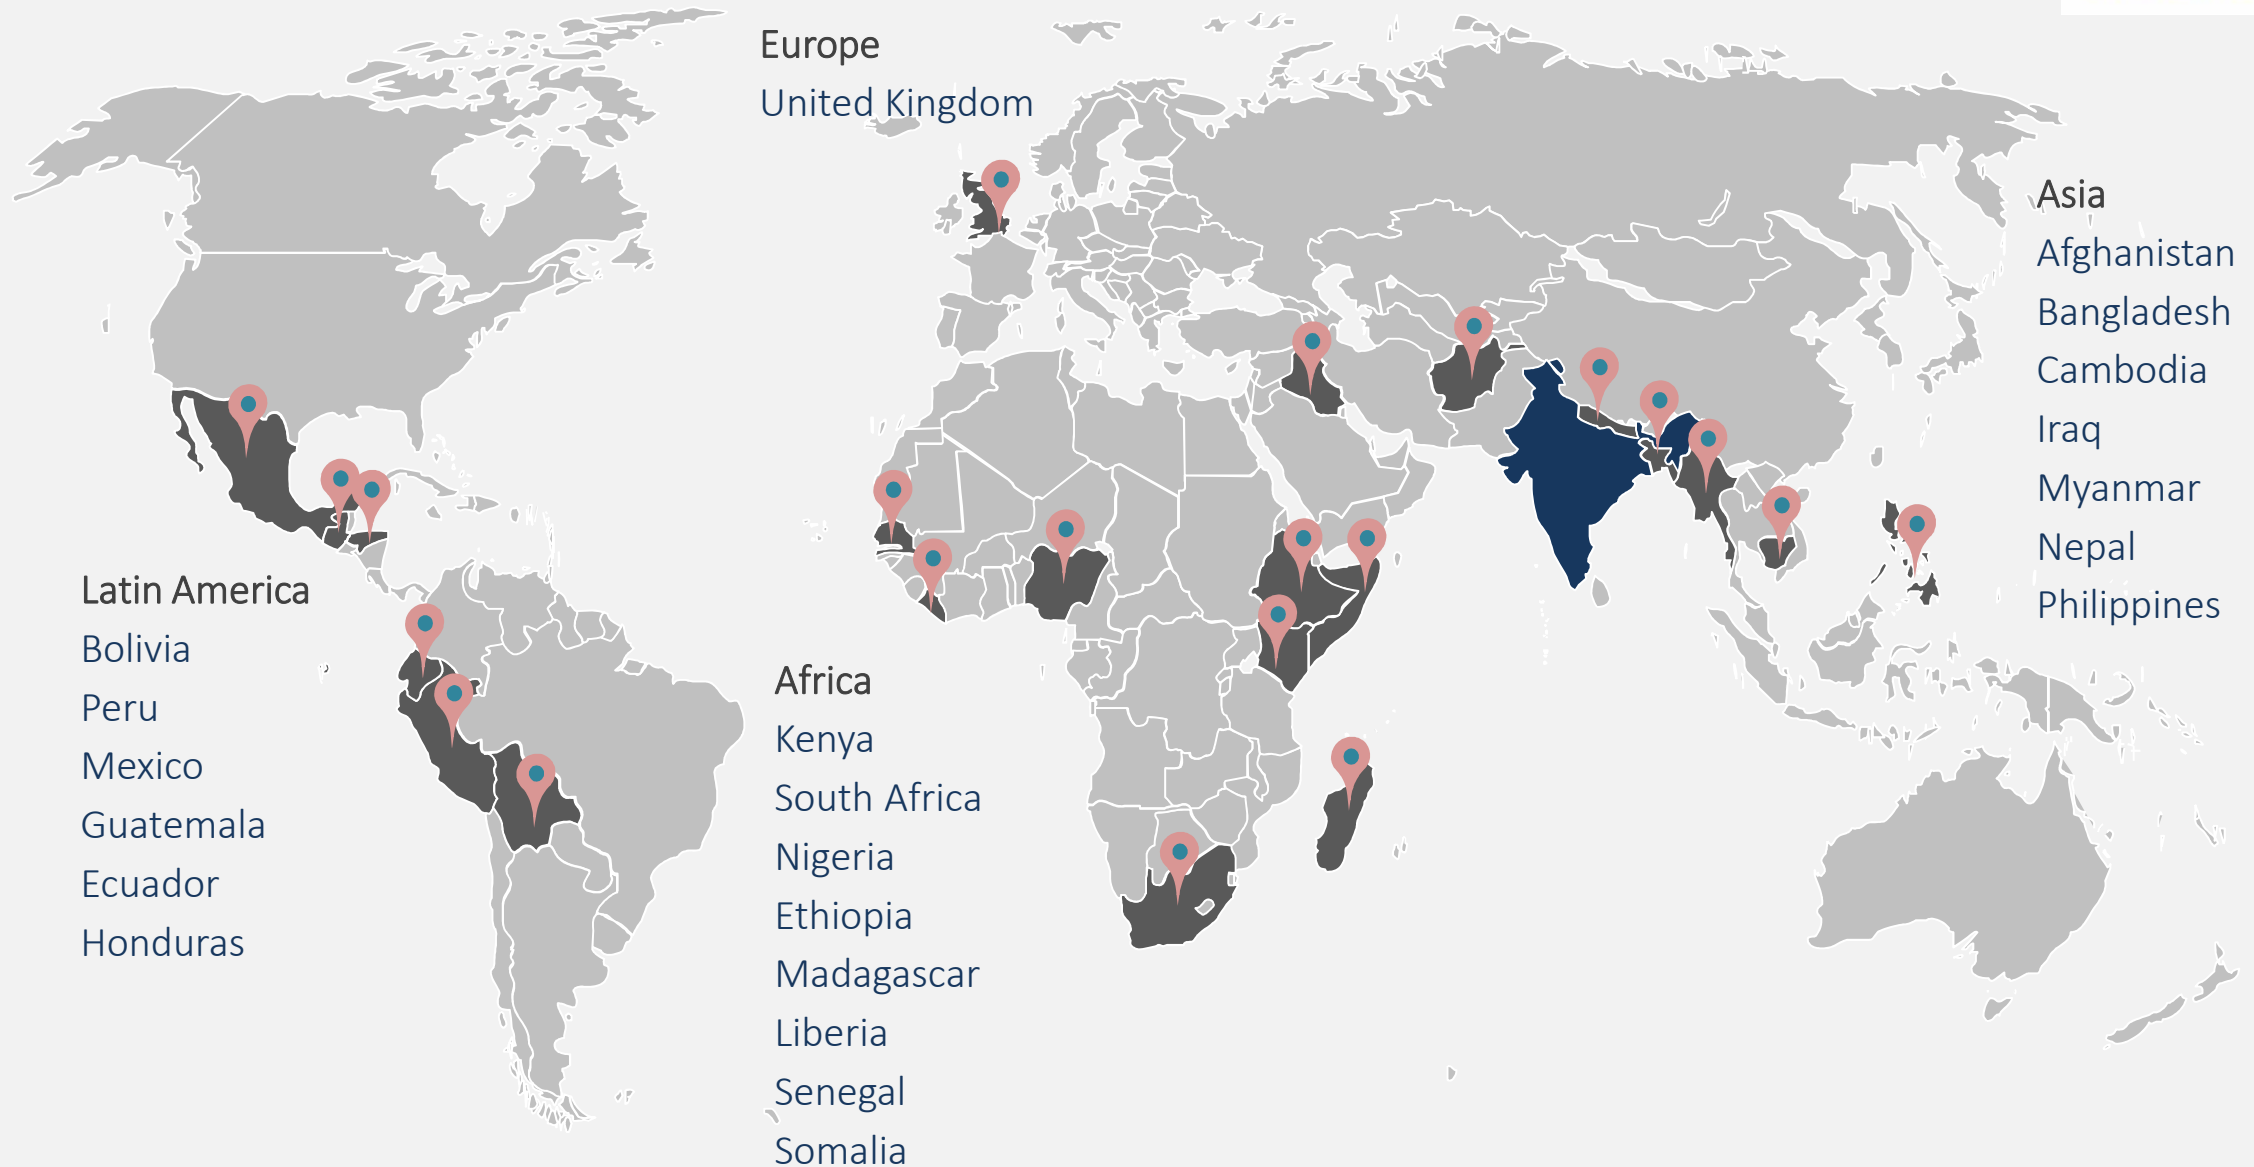 Europe
United Kingdom
Asia
Afghanistan
Bangladesh
Cambodia
Iraq
Myanmar
Nepal
Philippines
Latin America
Bolivia
Peru
Mexico
Guatemala
Ecuador
Honduras
Africa
Kenya
South Africa
Nigeria
Ethiopia
Madagascar
Liberia
Senegal
Somalia